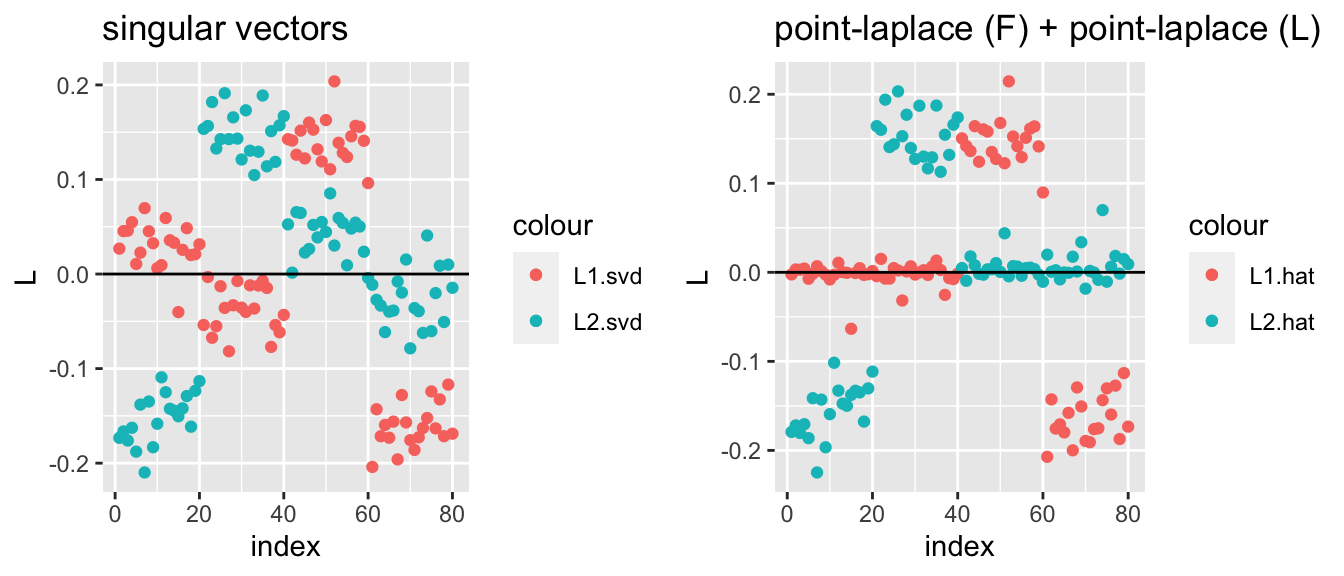 singular vectors
0.2
0.1
0.0
-0.1
-0.2
L
0 20 40 60 80
index
colour
L1.svd
L2.svd
point-laplace (F) + point-laplace (L)
0.2
0.1
0.0
-0.1
-0.2
L
0 20 40 60 80
index
colour
L1.hat
L2.hat